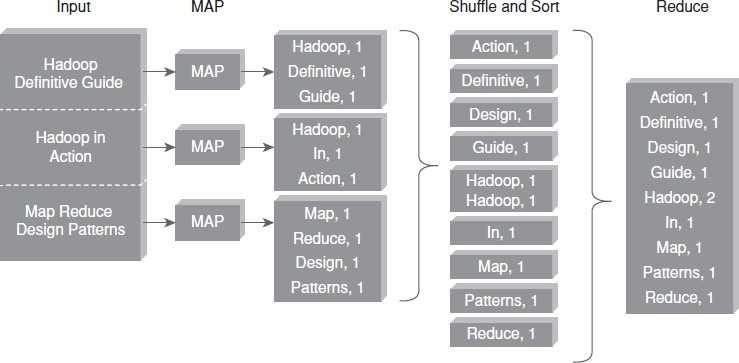 Input
MAP
Shuffle and Sort
Reduce
Hadoop
Definitive Guide
Hadoop in
Action
Map Reduce
Design Patterns
MAP
MAP
MAP
Hadoop, 1
Definitive, 1
Guide, 1
Hadoop, 1
In, 1
Action, 1
Map, 1
Reduce, 1
Design, 1
Patterns, 1
Action, 1
Definitive, 1
Design, 1
Guide, 1
Hadoop, 1
Hadoop, 1
In, 1
Map, 1
Patterns, 1
Reduce, 1
Action, 1
Definitive, 1
Design, 1
Guide, 1
Hadoop, 2
In, 1
Map, 1
Patterns, 1
Reduce, 1